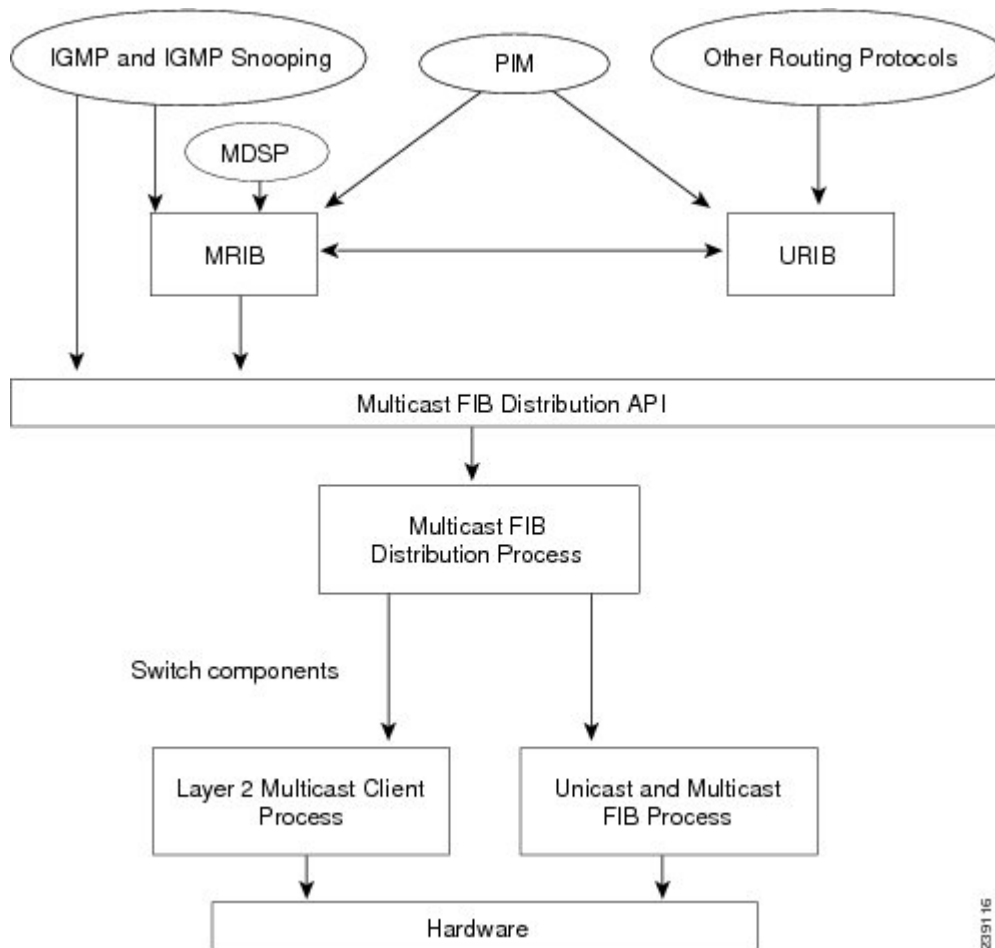 IGMP and IGMP Snooping
PIM
Other Routing Protocols
MDSP
MRIB
URIB
Multicast FIB Distribution API
Multicast FIB
Distribution Process
Switch components
Layer 2 Multicast Client
Process
Unicast and Multicast
FIB Process
Hardware
239116